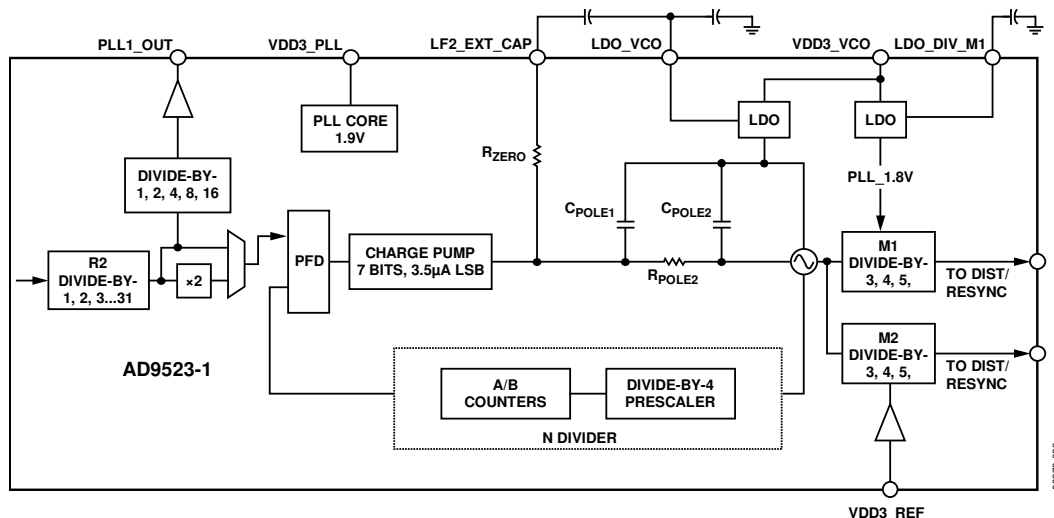 PLL1_OUT
VDD3_PLL
LF2_EXT_CAP
LDO_VCO
VDD3_VCO
LDO_DIV_M1
PLL CORE
1.9V
LDO
LDO
DIVIDE-BY-
1, 2, 4, 8, 16
RZERO
PLL_1.8V
CPOLE1
CPOLE2
R2
DIVIDE-BY-
1, 2, 3...31
×2
PFD
CHARGE PUMP
7 BITS, 3.5µA LSB
RPOLE2
M1
DIVIDE-BY-
3, 4, 5,
TO DIST/
RESYNC
AD9523-1
A/B
COUNTERS
DIVIDE-BY-4
PRESCALER
N DIVIDER
M2
DIVIDE-BY-
3, 4, 5,
TO DIST/
RESYNC
VDD3_REF